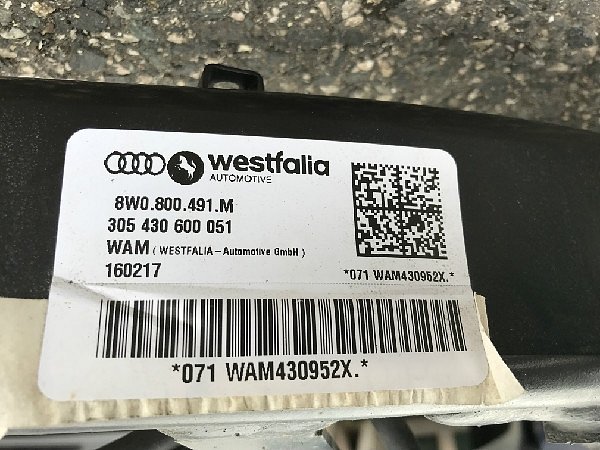 westfalia
AUTOMOTIVE
8W0.800.491.M
305 430 600 051
WAM ( WESTFALIA - Automotive GmbH )
160217
*071 WAM430952X.*
*071 WAM430952X.*